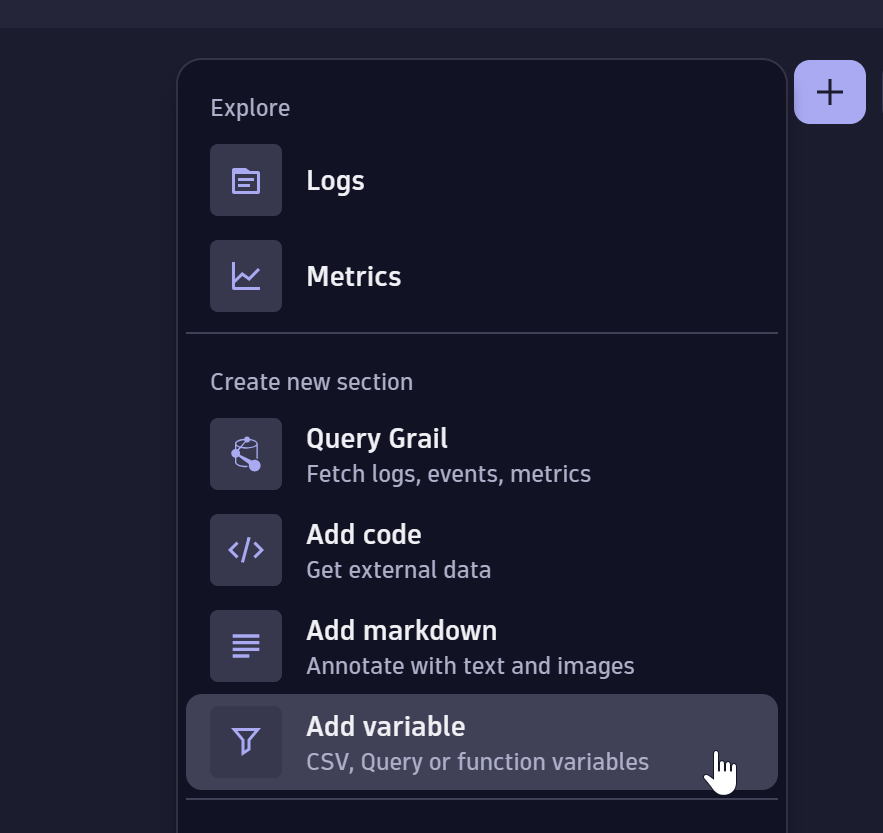 Explore
Logs
Metrics
Create new section
Query Grail
Fetch logs, events, metrics
Add code
Get external data
Add markdown
Annotate with text and images
Add variable
CSV, Query or function variables